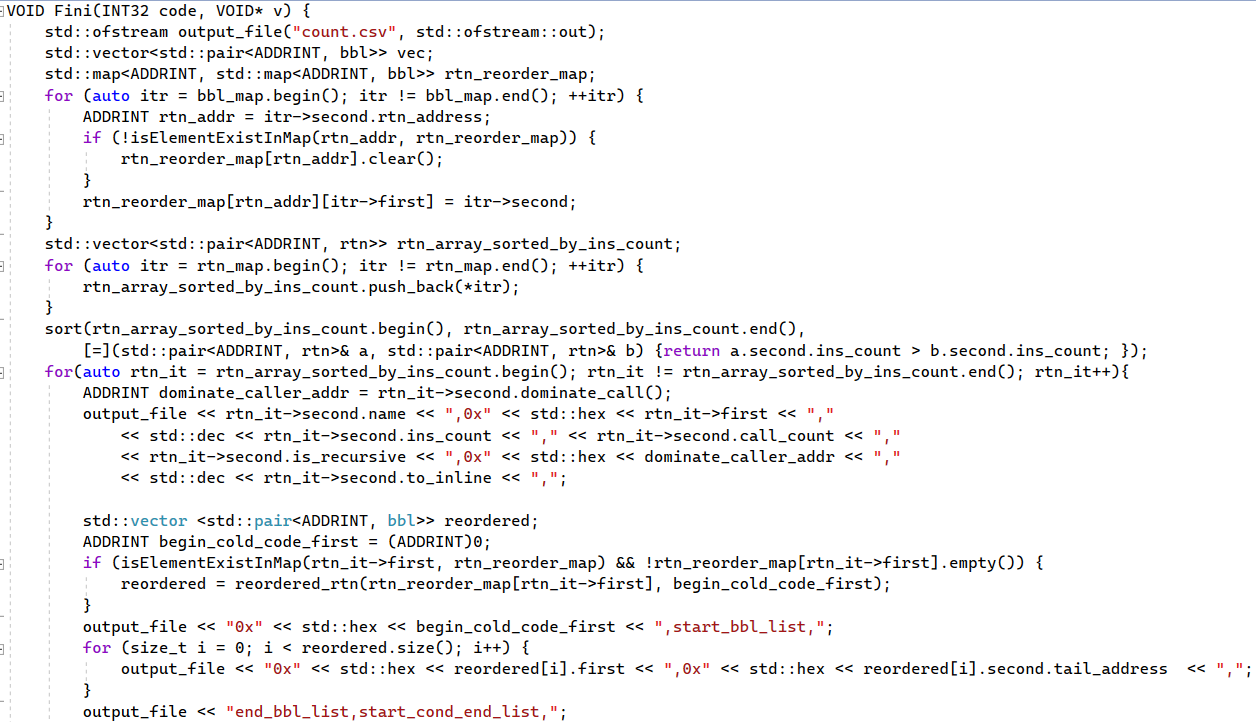 VOID Fini(INT32 code, VOID* v) {
    std::ofstream output_file("count.csv", std::ofstream::out);
    std::vector<std::pair<ADDRINT, bbl>> vec;
    std::map<ADDRINT, std::map<ADDRINT, bbl>> rtn_reorder_map;
    for (auto itr = bbl_map.begin(); itr != bbl_map.end(); ++itr) {
        ADDRINT rtn_addr = itr->second.rtn_address;
        if (!isElementExistInMap(rtn_addr, rtn_reorder_map)) {
            rtn_reorder_map[rtn_addr].clear();
        }
        rtn_reorder_map[rtn_addr][itr->first] = itr->second;
    }
    std::vector<std::pair<ADDRINT, rtn>> rtn_array_sorted_by_ins_count;
    for (auto itr = rtn_map.begin(); itr != rtn_map.end(); ++itr) {
        rtn_array_sorted_by_ins_count.push_back(*itr);
    }
    sort(rtn_array_sorted_by_ins_count.begin(), rtn_array_sorted_by_ins_count.end(),
        [=](std::pair<ADDRINT, rtn>& a, std::pair<ADDRINT, rtn>& b) {return a.second.ins_count > b.second.ins_count; });
    for(auto rtn_it = rtn_array_sorted_by_ins_count.begin(); rtn_it != rtn_array_sorted_by_ins_count.end(); rtn_it++){
        ADDRINT dominate_caller_addr = rtn_it->second.dominate_call();
        output_file << rtn_it->second.name << ",0x" << std::hex << rtn_it->first << ","
            << std::dec << rtn_it->second.ins_count << "," << rtn_it->second.call_count << ","
            << rtn_it->second.is_recursive << ",0x" << std::hex << dominate_caller_addr << ","
            << std::dec << rtn_it->second.to_inline << ",";

        std::vector <std::pair<ADDRINT, bbl>> reordered;
        ADDRINT begin_cold_code_first = (ADDRINT)0;
        if (isElementExistInMap(rtn_it->first, rtn_reorder_map) && !rtn_reorder_map[rtn_it->first].empty()) {
            reordered = reordered_rtn(rtn_reorder_map[rtn_it->first], begin_cold_code_first);
        }
        output_file << "0x" << std::hex << begin_cold_code_first << ",start_bbl_list,";
        for (size_t i = 0; i < reordered.size(); i++) {
            output_file << "0x" << std::hex << reordered[i].first << ",0x" << std::hex << reordered[i].second.tail_address  << ",";
        }
        output_file << "end_bbl_list,start_cond_end_list,";